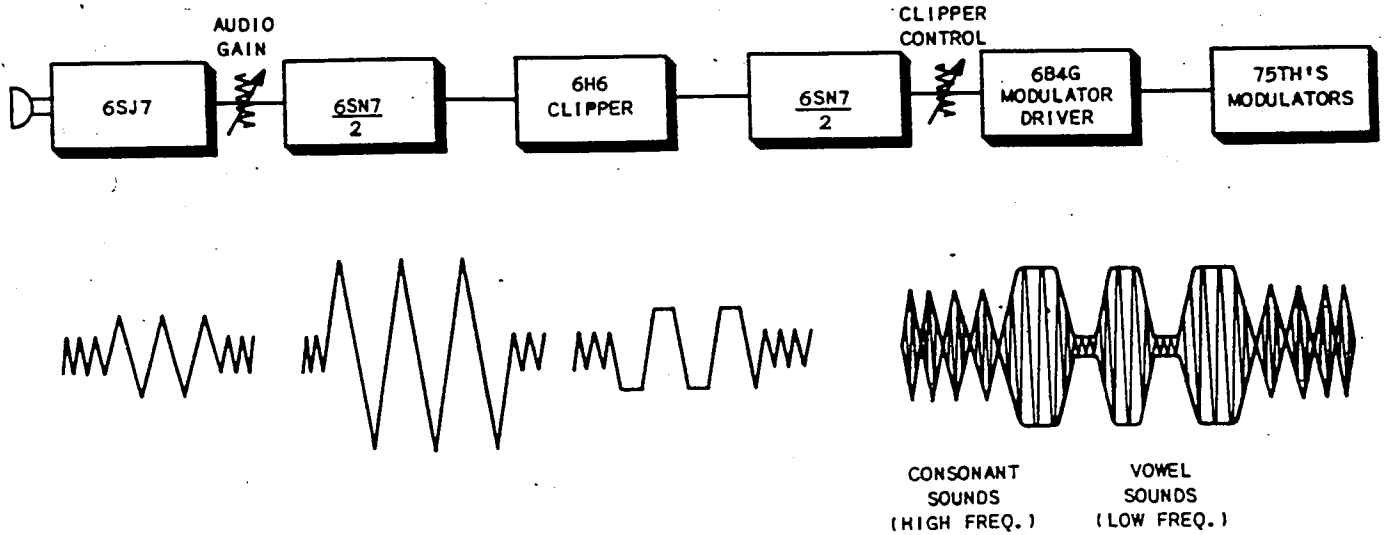 AUDIO
GAIN
CLIPPER
CONTROL
6SJ7
6SN7
2
6H6
CLIPPER
6SN7
2
6B4G
MODULATOR
DRIVER
75TH'S
MODULATORS
CONSONANT
SOUNDS
(HIGH FREQ.)
VOWEL
SOUNDS
(LOW FREQ.)